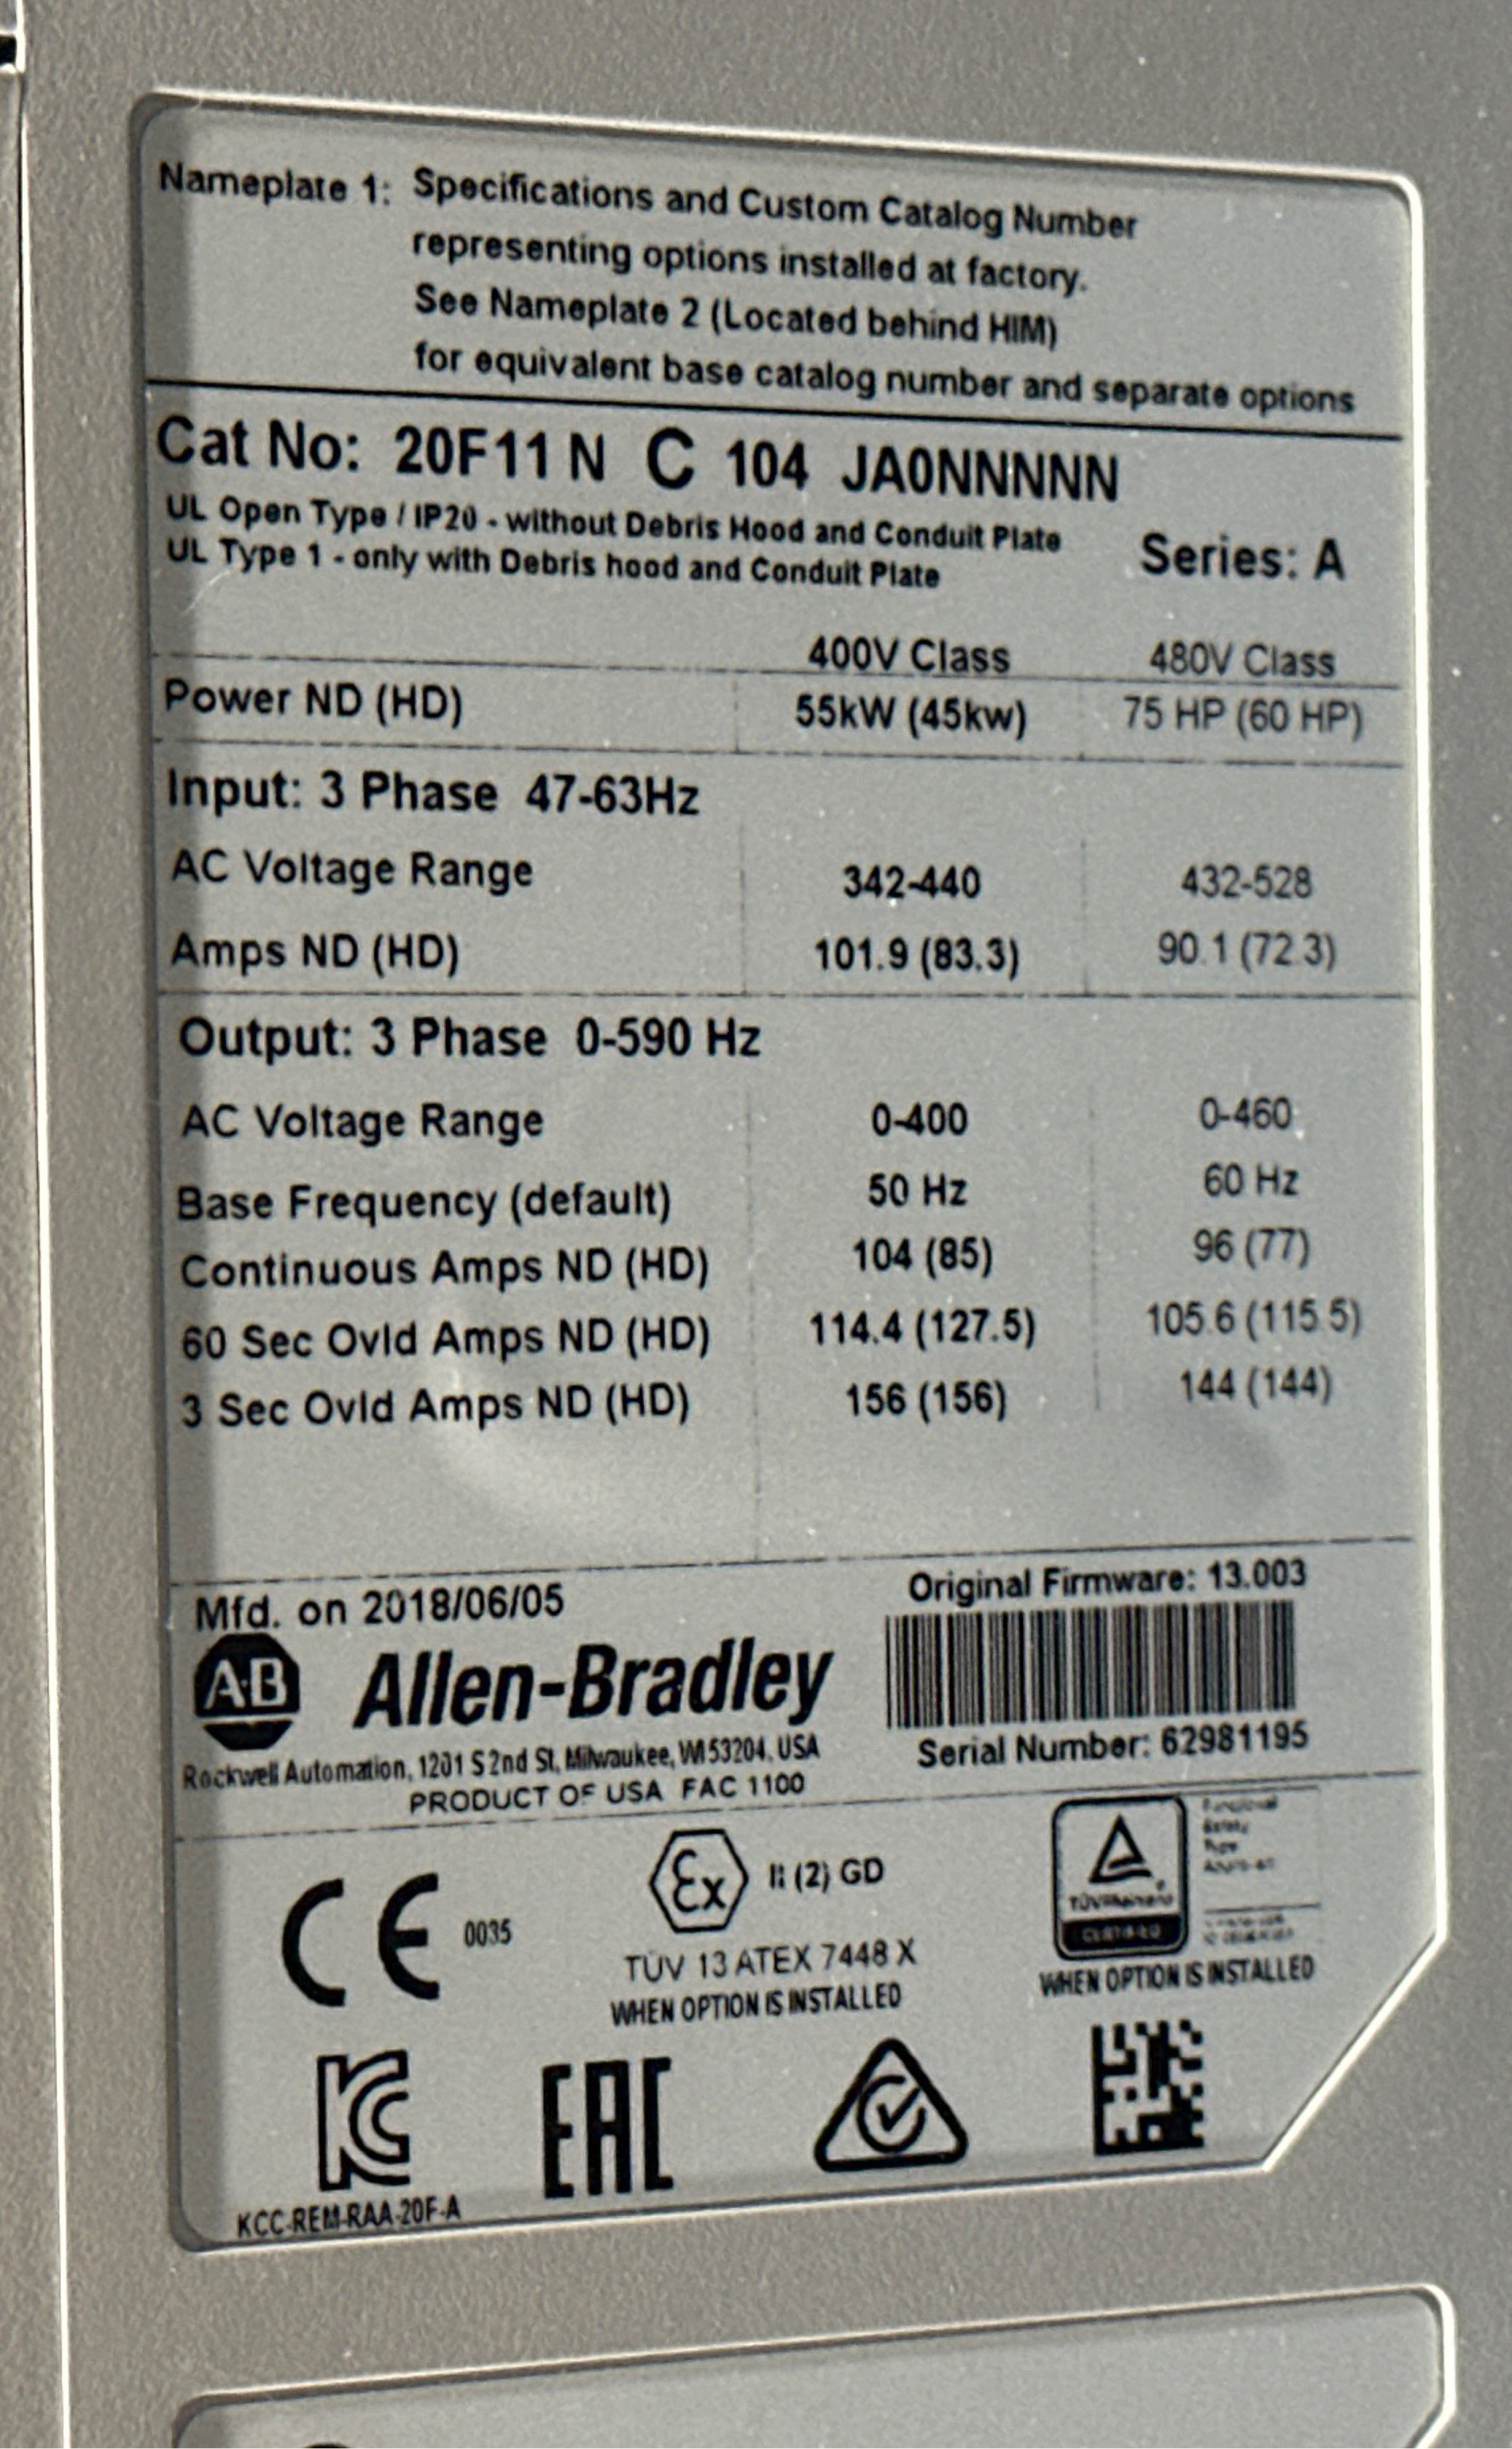 Nameplate 1: Specifications and Custom Catalog Number
representing options installed at factory.
See Nameplate 2 (Located behind HIM)
for equivalent base catalog number and separate options
Cat No: 20F11 N C 104 JA0NNNNN
UL Open Type / IP20 - without Debris Hood and Conduit Plate
UL Type 1 - only with Debris hood and Conduit Plate
Series: A
400V Class 480V Class
Power ND (HD) 55kW (45kw) 75 HP (60 HP)
Input: 3 Phase 47-63Hz
AC Voltage Range 342-440 432-528
Amps ND (HD) 101.9 (83.3) 90.1 (72.3)
Output: 3 Phase 0-590 Hz
AC Voltage Range 0-400 0-460
Base Frequency (default) 50 Hz 60 Hz
Continuous Amps ND (HD) 104 (85) 96 (77)
60 Sec Ovld Amps ND (HD) 114.4 (127.5) 105.6 (115.5)
3 Sec Ovld Amps ND (HD) 156 (156) 144 (144)
Mfd. on 2018/06/05
Original Firmware: 13.003
AB Allen-Bradley
Serial Number: 62981195
Rockwell Automation, 1201 S 2nd St, Milwaukee, WI 53204, USA
PRODUCT OF USA FAC 1100
CE 0035
Ex II (2) GD
TÜV 13 ATEX 7448 X
WHEN OPTION IS INSTALLED
TÜVRheinland
CERTIFIED
Functional
Safety
Type
WHEN OPTION IS INSTALLED
KC
EAC
KCC-REM-RAA-20F-A